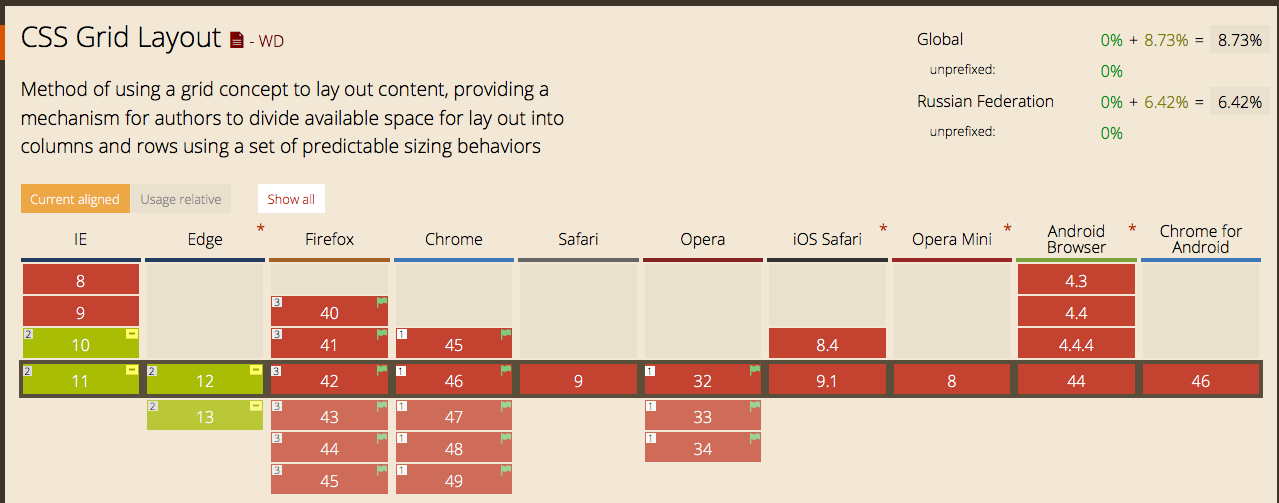 CSS Grid Layout - WD
Global 0% + 8.73% = 8.73%
unprefixed: 0%
Russian Federation 0% + 6.42% = 6.42%
unprefixed: 0%
Method of using a grid concept to lay out content, providing a
mechanism for authors to divide available space for lay out into
columns and rows using a set of predictable sizing behaviors
Current aligned Usage relative Show all
IE Edge * Firefox Chrome Safari Opera iOS Safari * Opera Mini * Android Browser * Chrome for Android
8 4.3
9 3 40 4.4
2 10 3 41 1 45 8.4 4.4.4
2 11 2 12 3 42 1 46 9 1 32 9.1 8 44 46
2 13 3 43 1 47 1 33
3 44 1 48 1 34
3 45 1 49